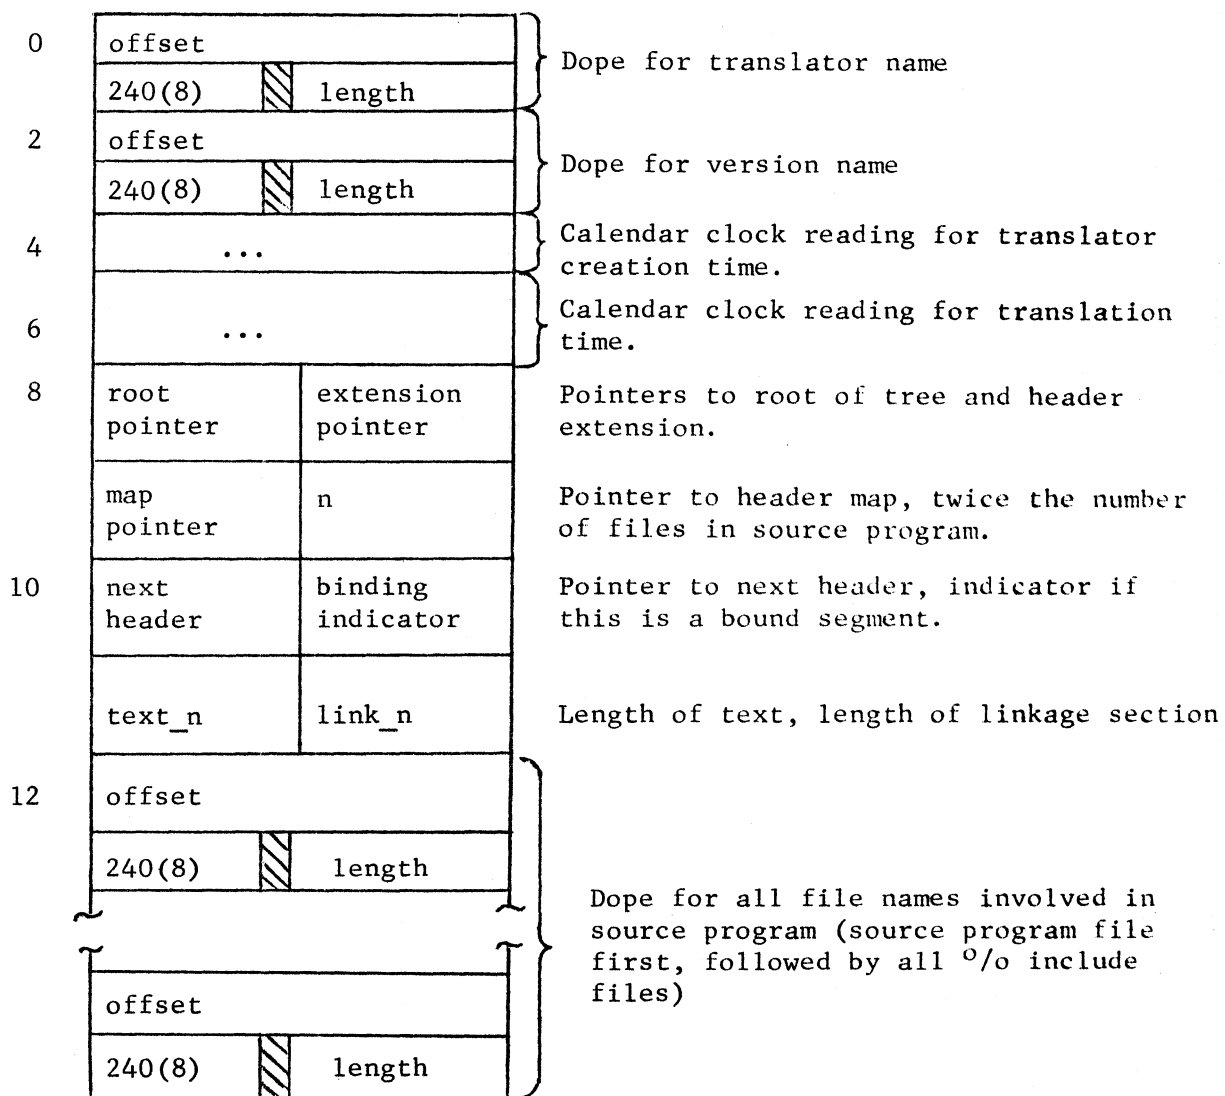 0 offset
Dope for translator name
240(8) length
2 offset
Dope for version name
240(8) length
4 ...
Calendar clock reading for translator
creation time.
6 ...
Calendar clock reading for translation
time.
8 root extension Pointers to root of tree and header
pointer pointer extension.
map n Pointer to header map, twice the number
pointer of files in source program.
10 next binding Pointer to next header, indicator if
header indicator this is a bound segment.
text_n link_n Length of text, length of linkage section
12 offset
240(8) length
Dope for all file names involved in
source program (source program file
first, followed by all o/o include
files)
offset
240(8) length